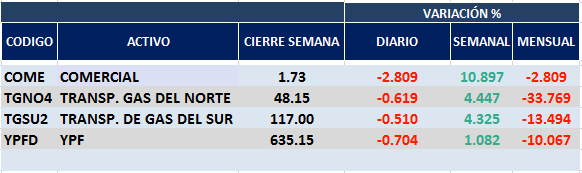 VARIACIÓN %
CODIGO ACTIVO CIERRE SEMANA DIARIO SEMANAL MENSUAL
COME COMERCIAL 1.73 -2.809 10.897 -2.809
TGNO4 TRANSP. GAS DEL NORTE 48.15 -0.619 4.447 -33.769
TGSU2 TRANSP. DE GAS DEL SUR 117.00 -0.510 4.325 -13.494
YPFD YPF 635.15 -0.704 1.082 -10.067